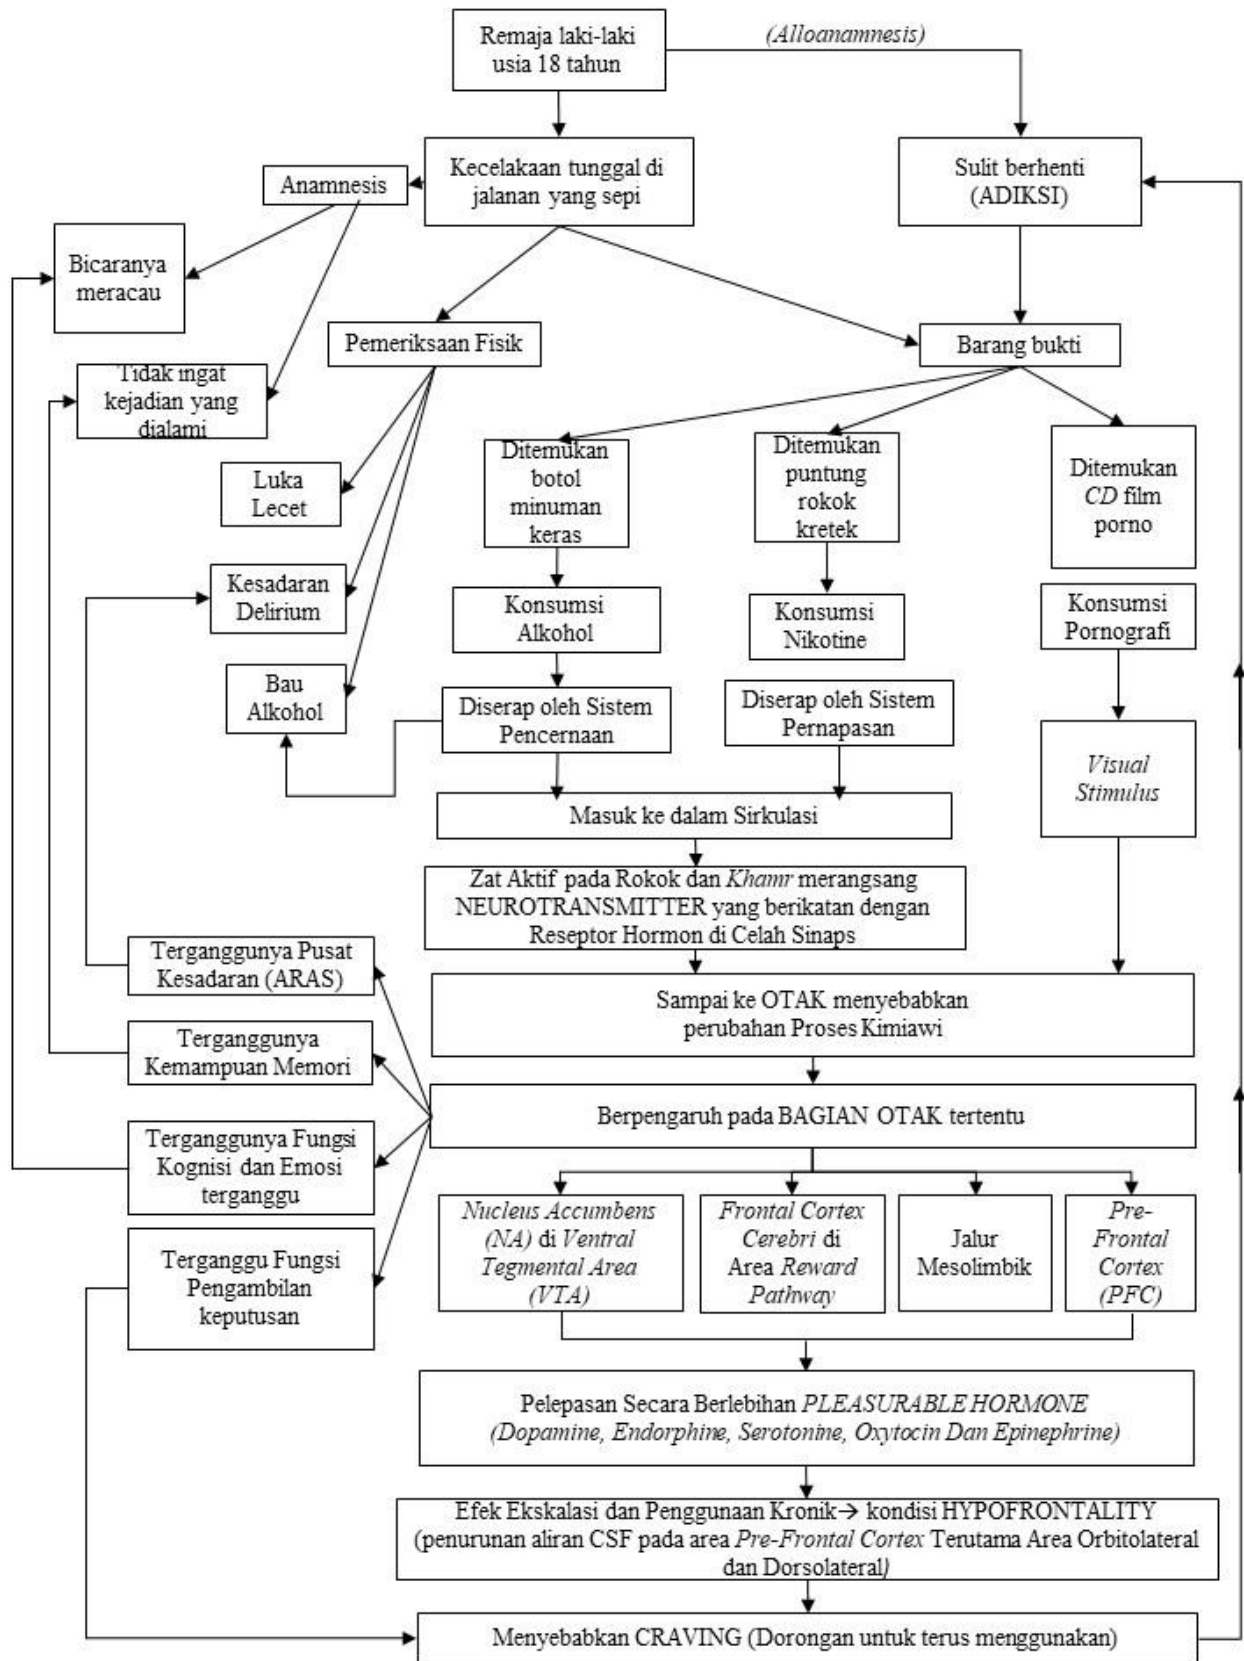 Remaja laki-laki
usia 18 tahun
(Alloanamnesis)
Anamnesis
Kecelakaan tunggal di
jalanan yang sepi
Sulit berhenti
(ADIKSI)
Bicaranya
meracau
Pemeriksaan Fisik
Barang bukti
Tidak ingat
kejadian yang
dialami
Luka
Lecet
Ditemukan
botol
minuman
keras
Ditemukan
puntung
rokok
kretek
Ditemukan
CD film
porno
Kesadaran
Delirium
Konsumsi
Alkohol
Konsumsi
Nikotine
Konsumsi
Pornografi
Bau
Alkohol
Diserap oleh Sistem
Pencernaan
Diserap oleh Sistem
Pernapasan
Visual
Stimulus
Masuk ke dalam Sirkulasi
Zat Aktif pada Rokok dan Khamr merangsang
NEUROTRANSMITTER yang berikatan dengan
Reseptor Hormon di Celah Sinaps
Terganggunya Pusat
Kesadaran (ARAS)
Sampai ke OTAK menyebabkan
perubahan Proses Kimiawi
Terganggunya
Kemampuan Memori
Berpengaruh pada BAGIAN OTAK tertentu
Terganggunya Fungsi
Kognisi dan Emosi
terganggu
Nucleus Accumbens
(NA) di Ventral
Tegmental Area
(VTA)
Frontal Cortex
Cerebri di
Area Reward
Pathway
Jalur
Mesolimbik
Pre-
Frontal
Cortex
(PFC)
Terganggu Fungsi
Pengambilan
keputusan
Pelepasan Secara Berlebihan PLEASURABLE HORMONE
(Dopamine, Endorphine, Serotonine, Oxytocin Dan Epinephrine)
Efek Ekskalasi dan Penggunaan Kronik→ kondisi HYPOFRONTALITY
(penurunan aliran CSF pada area Pre-Frontal Cortex Terutama Area Orbitolateral
dan Dorsolateral)
Menyebabkan CRAVING (Dorongan untuk terus menggunakan)